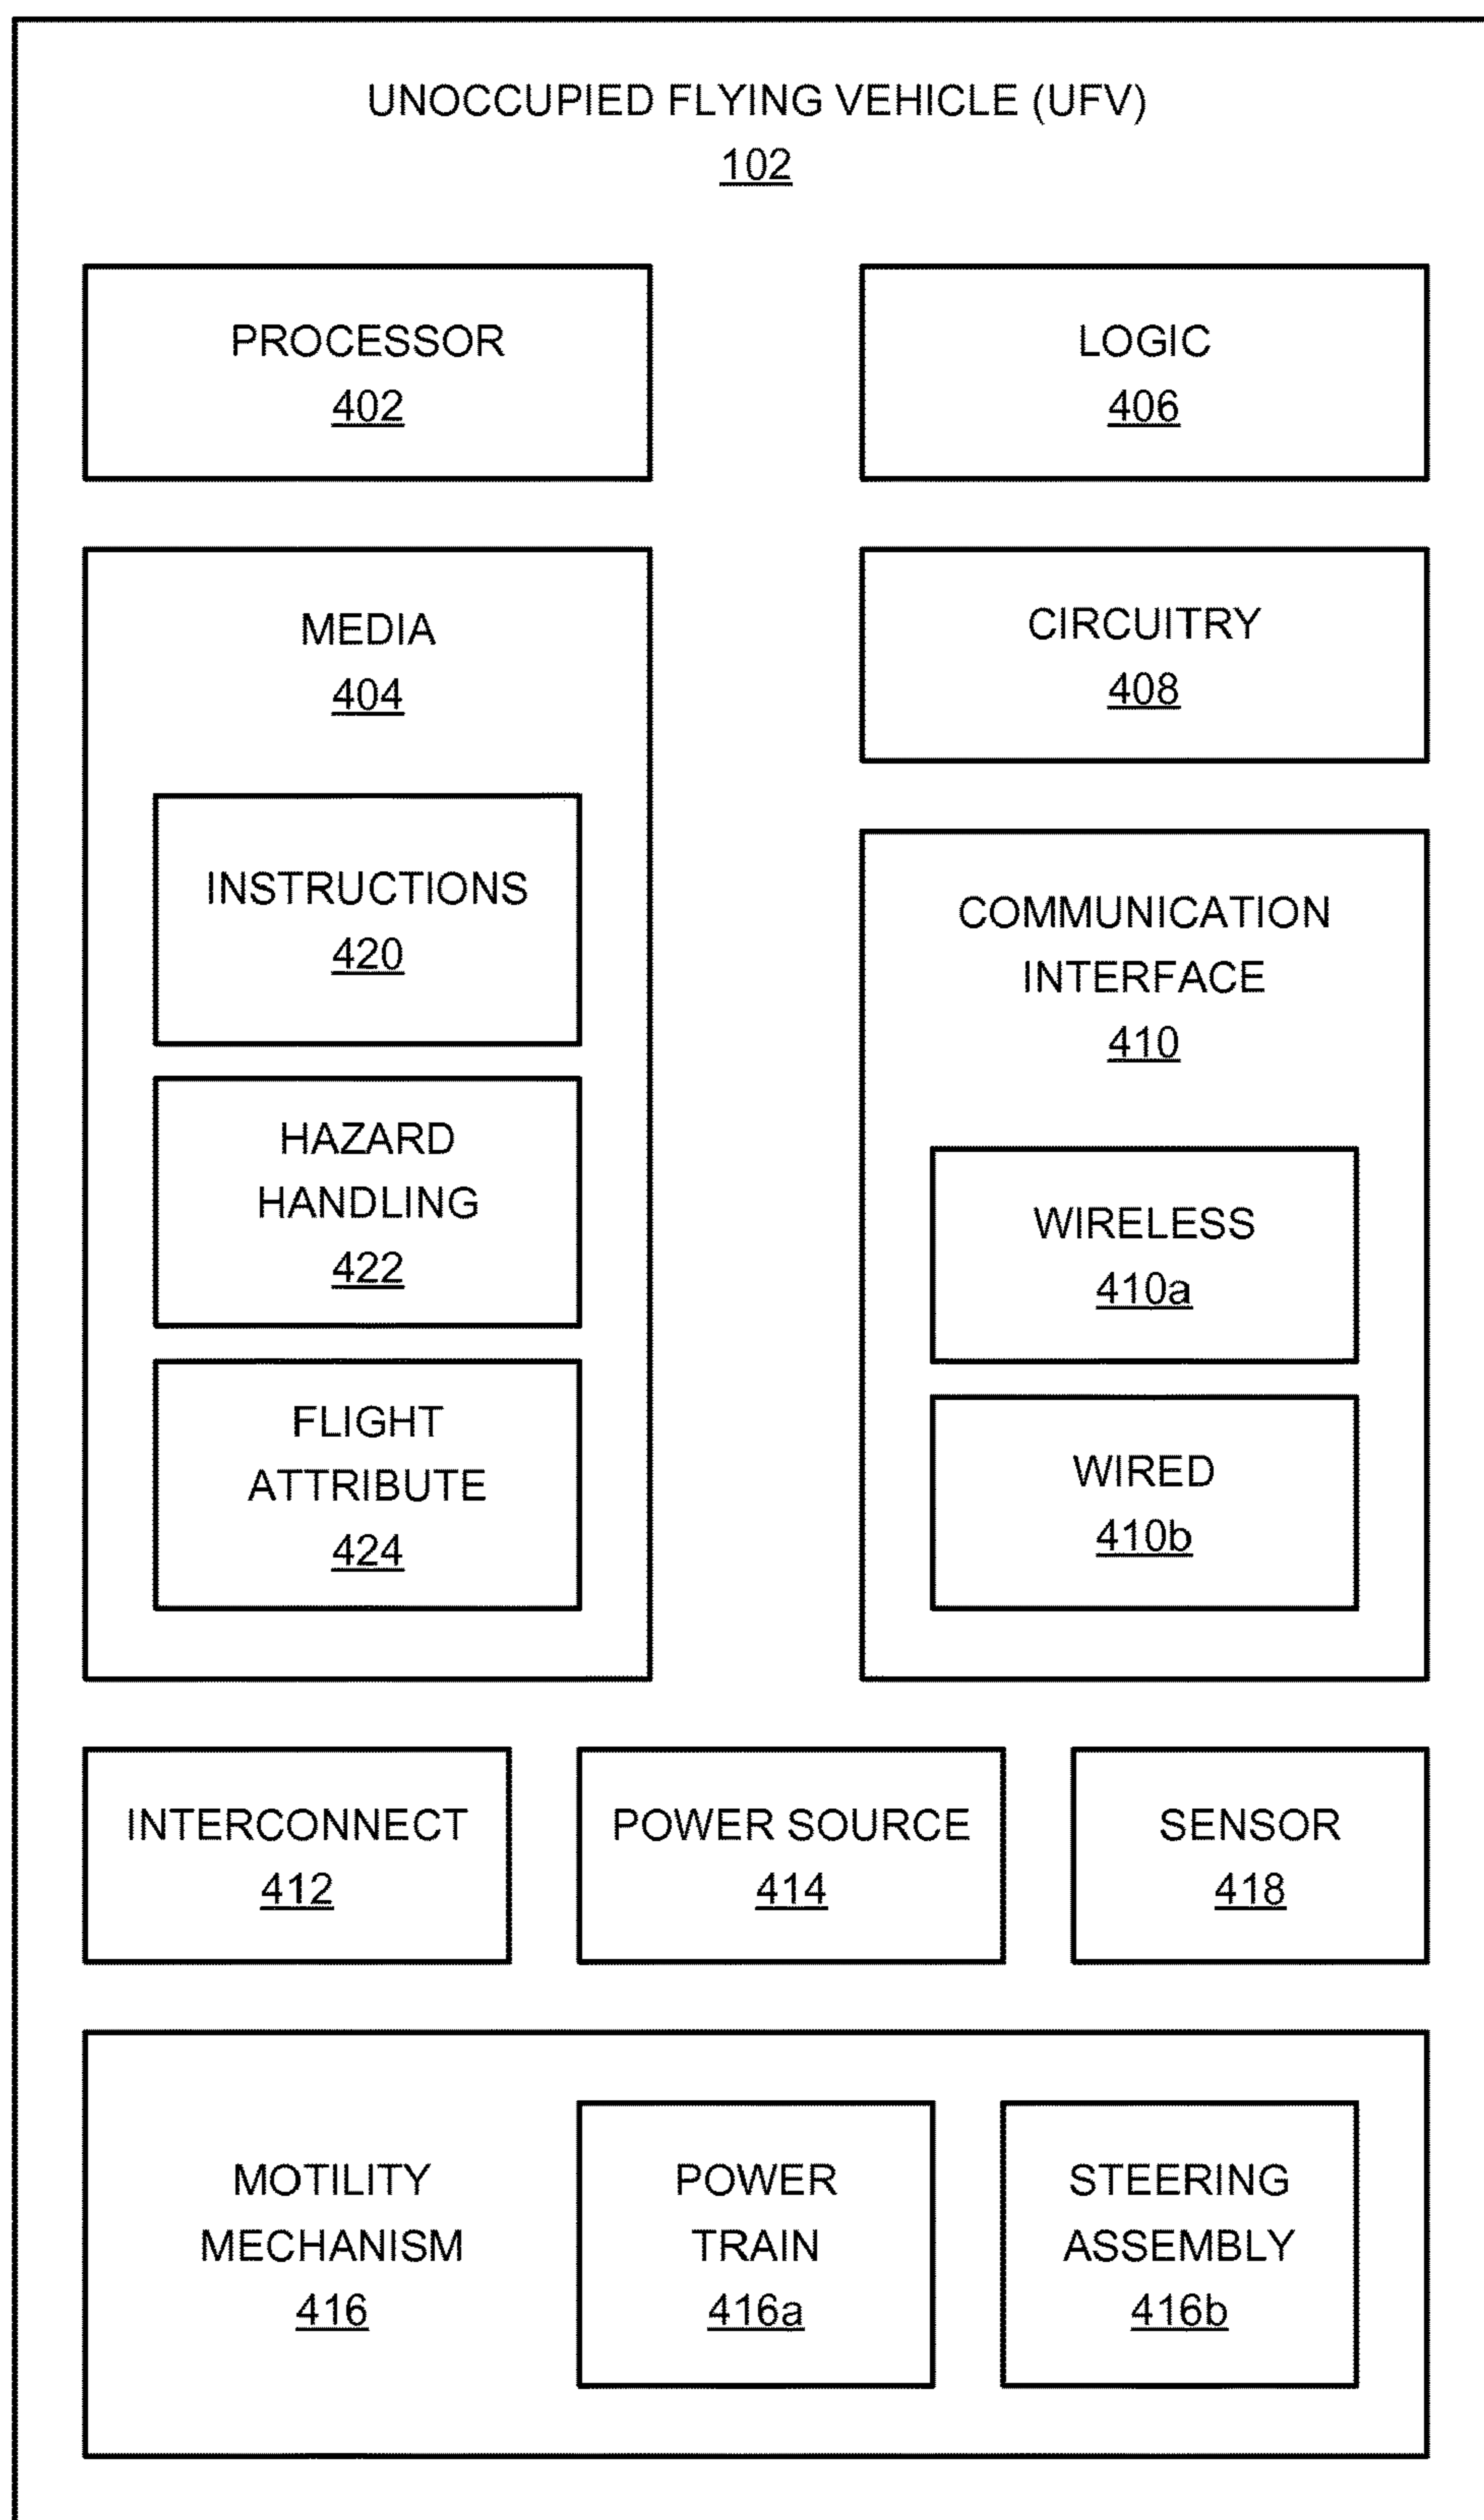 UNOCCUPIED FLYING VEHICLE (UFV)
102
PROCESSOR
402
LOGIC
406
MEDIA
404
INSTRUCTIONS
420
HAZARD
HANDLING
422
FLIGHT
ATTRIBUTE
424
CIRCUITRY
408
COMMUNICATION
INTERFACE
410
WIRELESS
410a
WIRED
410b
INTERCONNECT
412
POWER SOURCE
414
SENSOR
418
MOTILITY
MECHANISM
416
POWER
TRAIN
416a
STEERING
ASSEMBLY
416b